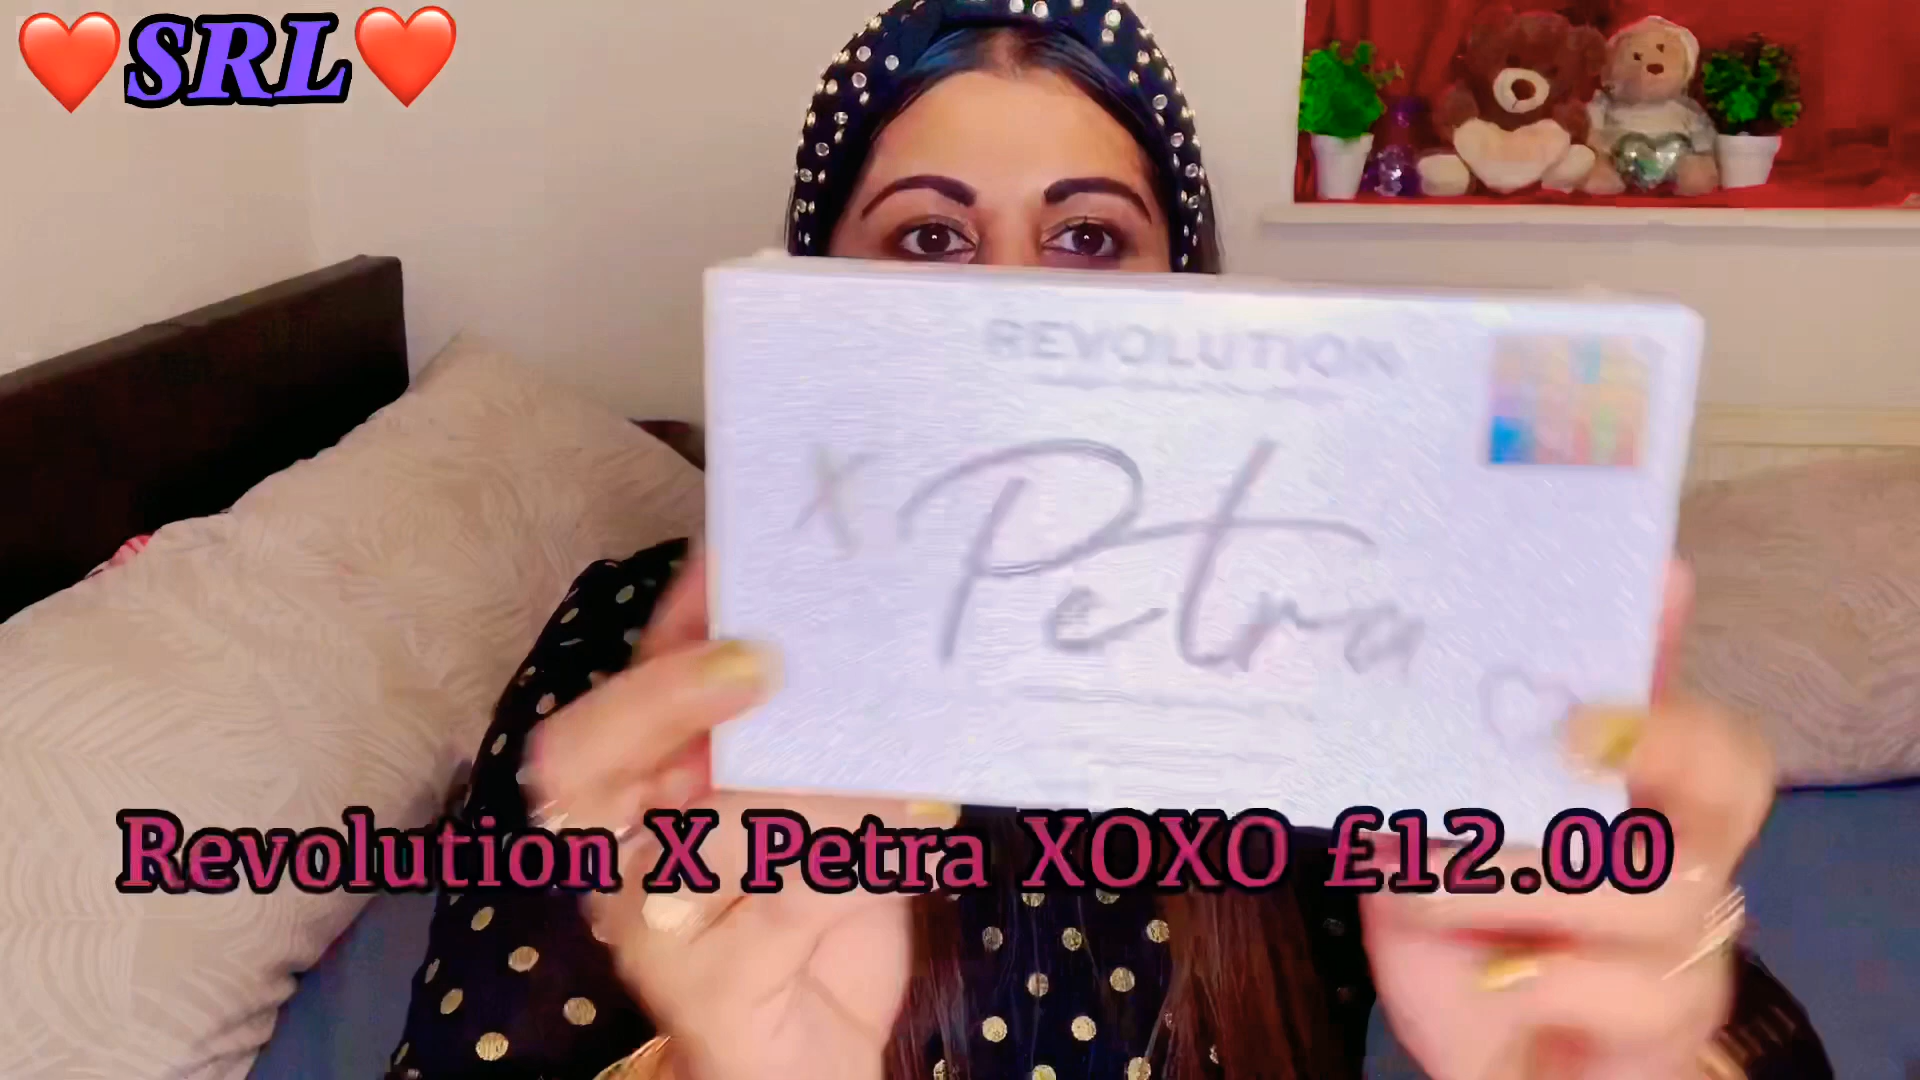 ❤️SRL❤️
REVOLUTION
X Petra
Revolution X Petra XOXO £12.00